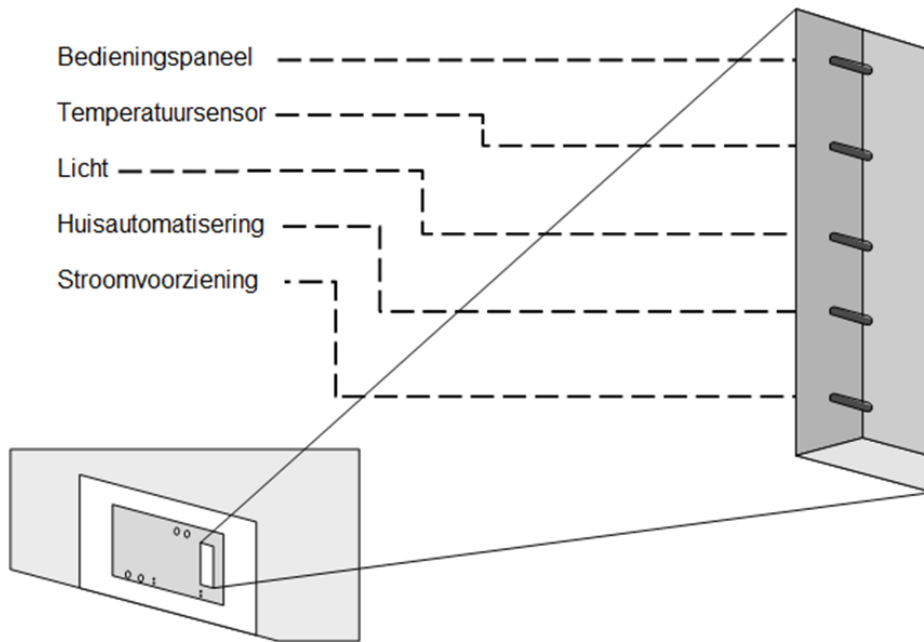 Bedieningspaneel
Temperatuursensor
Licht
Huisautomatisering
Stroomvoorziening